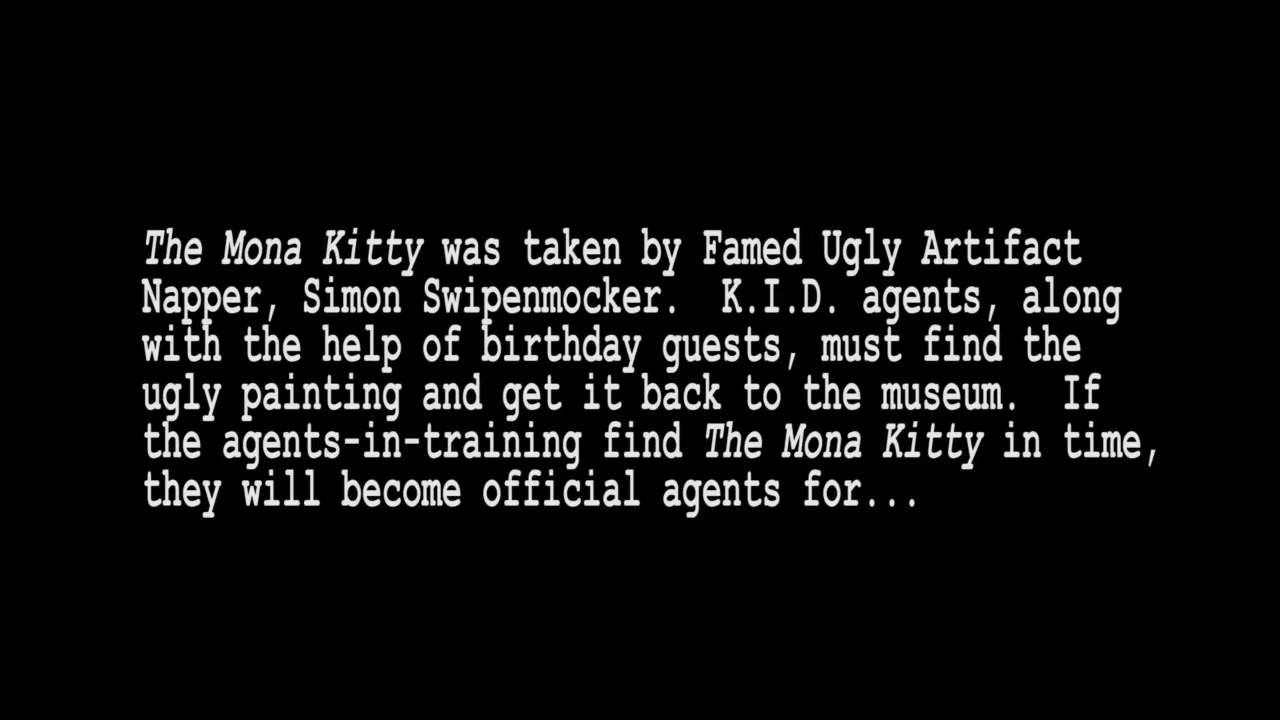 The Mona Kitty was taken by Famed Ugly Artifact
Napper, Simon Swipenmocker.  K.I.D. agents, along
with the help of birthday guests, must find the
ugly painting and get it back to the museum.  If
the agents-in-training find The Mona Kitty in time,
they will become official agents for...